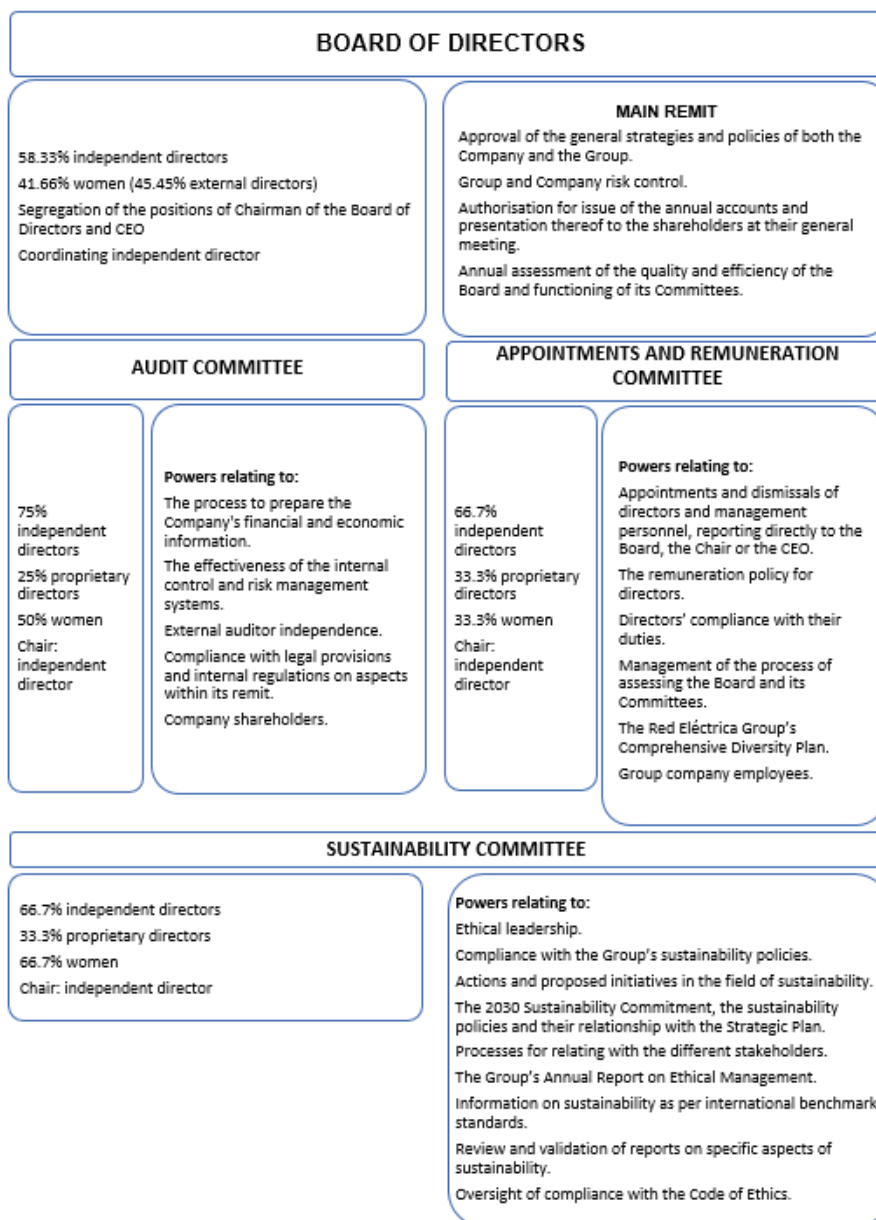 BOARD OF DIRECTORS
58.33% independent directors
41.66% women (45.45% external directors)
Segregation of the positions of Chairman of the Board of
Directors and CEO
Coordinating independent director
MAIN REMIT
Approval of the general strategies and policies of both the
Company and the Group.
Group and Company risk control.
Authorisation for issue of the annual accounts and
presentation thereof to the shareholders at their general
meeting.
Annual assessment of the quality and efficiency of the
Board and functioning of its Committees.
AUDIT COMMITTEE
75%
independent
directors
25% proprietary
directors
50% women
Chair:
independent
director
Powers relating to:
The process to prepare the
Company's financial and economic
information.
The effectiveness of the internal
control and risk management
systems.
External auditor independence.
Compliance with legal provisions
and internal regulations on aspects
within its remit.
Company shareholders.
APPOINTMENTS AND REMUNERATION
COMMITTEE
66.7%
independent
directors
33.3% proprietary
directors
33.3% women
Chair:
independent
director
Powers relating to:
Appointments and dismissals of
directors and management
personnel, reporting directly to the
Board, the Chair or the CEO.
The remuneration policy for
directors.
Directors' compliance with their
duties.
Management of the process of
assessing the Board and its
Committees.
The Red Eléctrica Group's
Comprehensive Diversity Plan.
Group company employees.
SUSTAINABILITY COMMITTEE
66.7% independent directors
33.3% proprietary directors
66.7% women
Chair: independent director
Powers relating to:
Ethical leadership.
Compliance with the Group's sustainability policies.
Actions and proposed initiatives in the field of sustainability.
The 2030 Sustainability Commitment, the sustainability
policies and their relationship with the Strategic Plan.
Processes for relating with the different stakeholders.
The Group's Annual Report on Ethical Management.
Information on sustainability as per international benchmark
standards.
Review and validation of reports on specific aspects of
sustainability.
Oversight of compliance with the Code of Ethics.